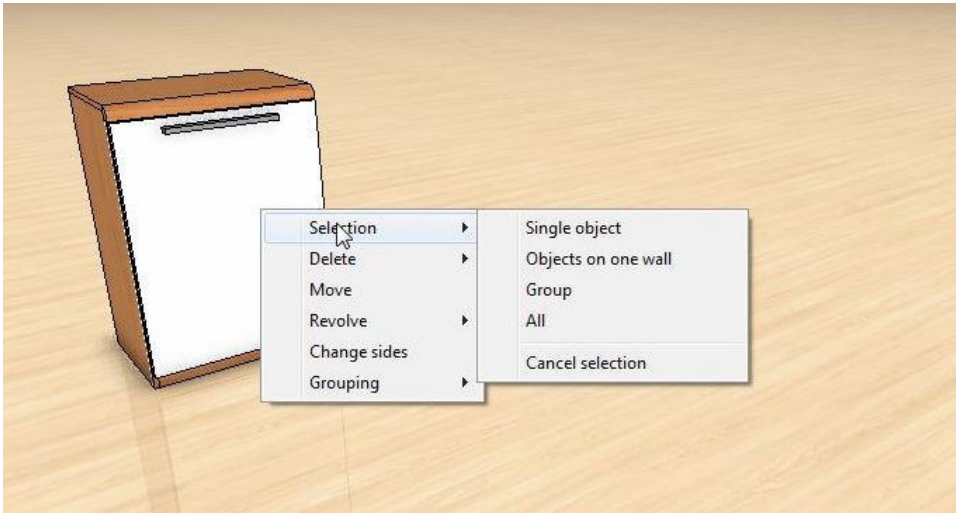 Selection
Delete
Move
Revolve
Change sides
Grouping
Single object
Objects on one wall
Group
All
Cancel selection